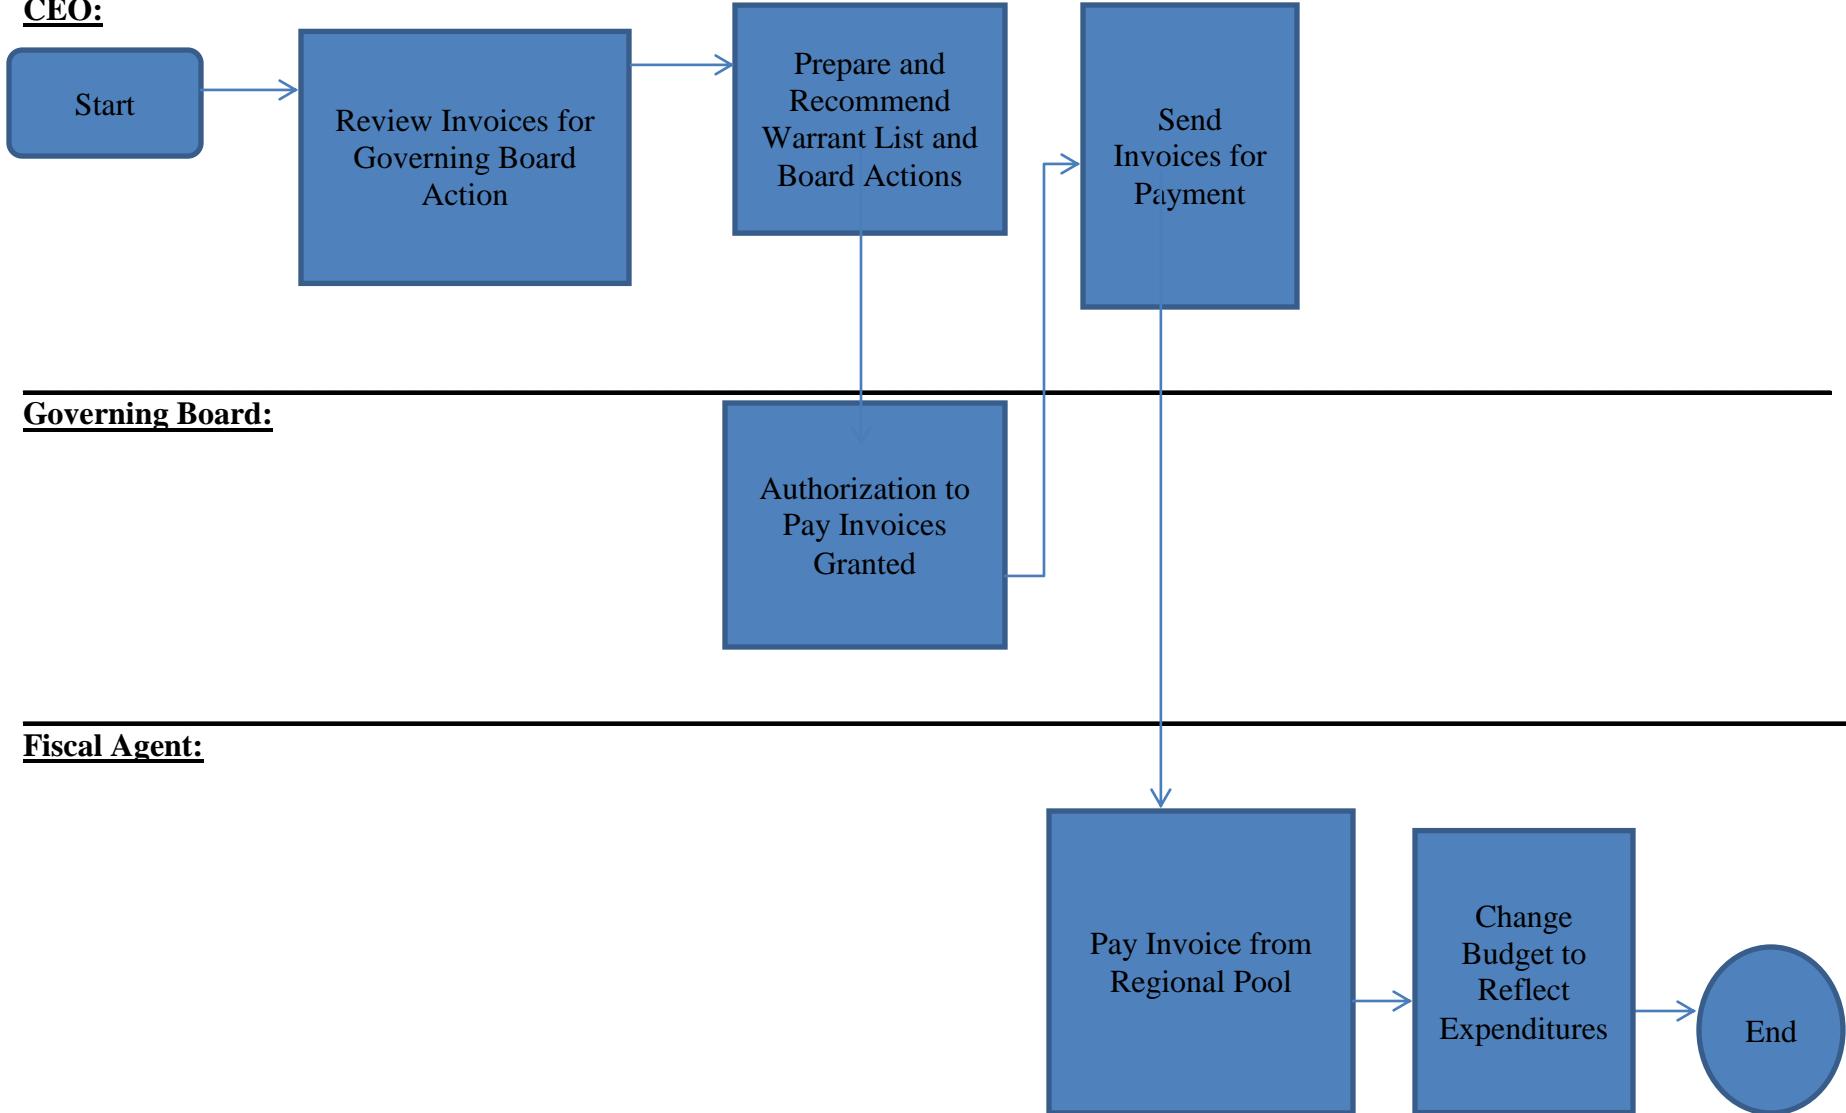 CEO:
Start
Review Invoices for
Governing Board
Action
Prepare and
Recommend
Warrant List and
Board Actions
Send
Invoices for
Payment
Governing Board:
Authorization to
Pay Invoices
Granted
Fiscal Agent:
Pay Invoice from
Regional Pool
Change
Budget to
Reflect
Expenditures
End